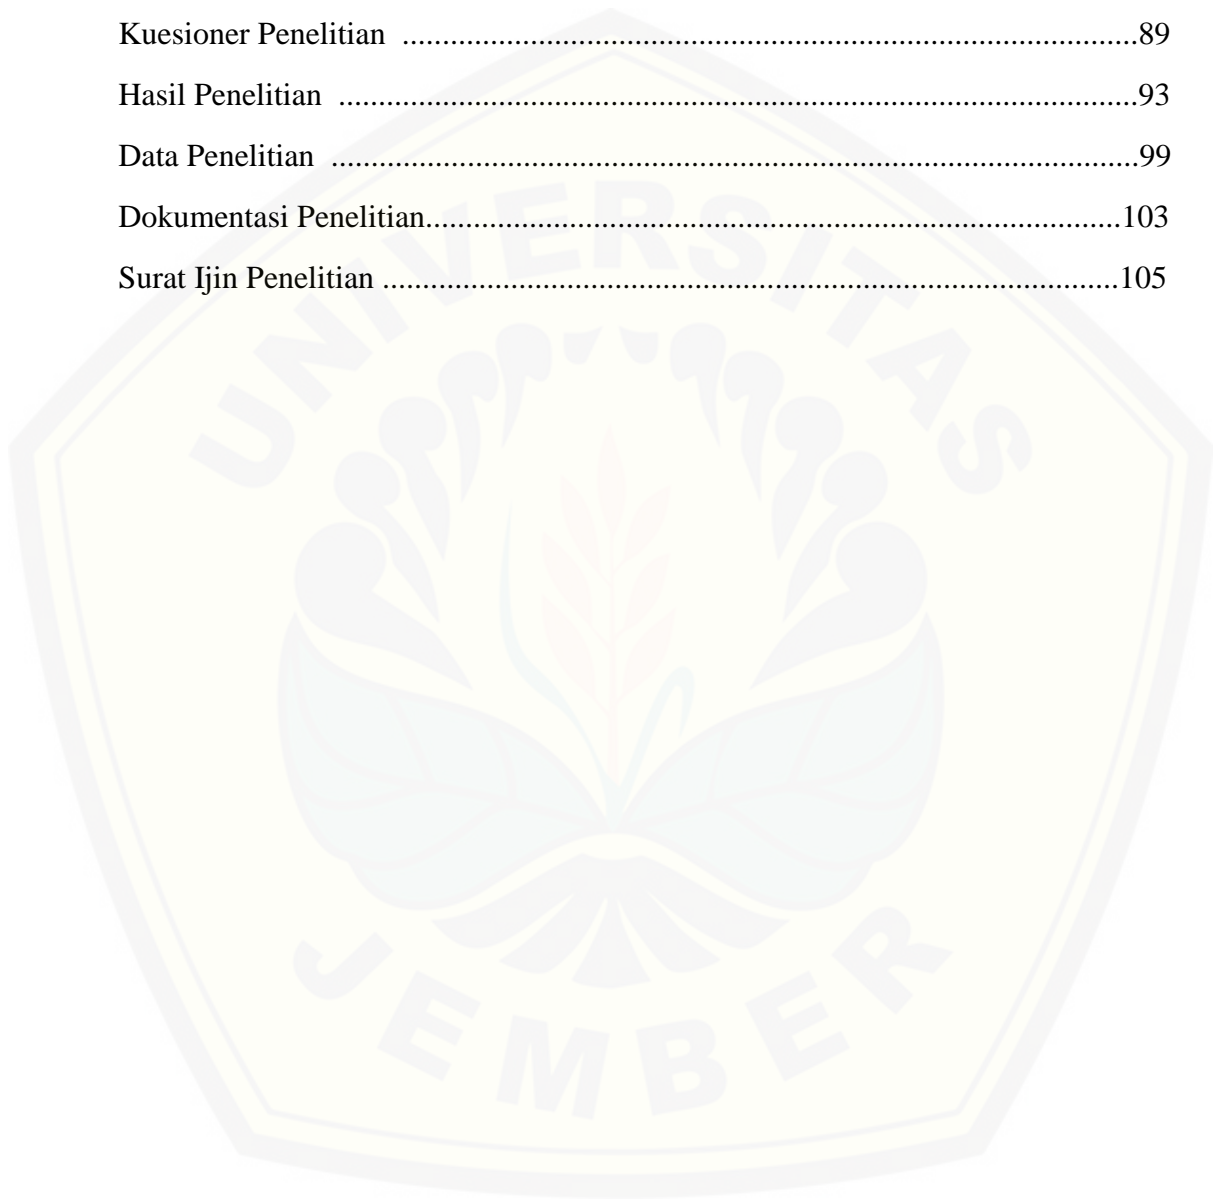 Kuesioner Penelitian ............................................................................................89
Hasil Penelitian ....................................................................................................93
Data Penelitian .....................................................................................................99
Dokumentasi Penelitian.......................................................................................103
Surat Ijin Penelitian ............................................................................................105
UNIVERSITAS
JEMBER